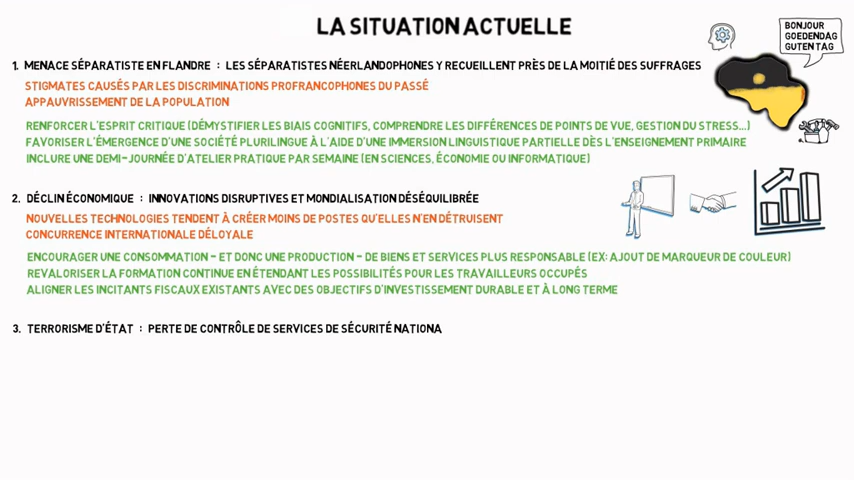 LA SITUATION ACTUELLE
BONJOUR
GOEDENDAG
GUTEN TAG
1. MENACE SÉPARATISTE EN FLANDRE : LES SÉPARATISTES NÉERLANDOPHONES Y RECUEILLENT PRÈS DE LA MOITIÉ DES SUFFRAGES
STIGMATES CAUSÉS PAR LES DISCRIMINATIONS PROFRANCOPHONES DU PASSÉ
APPAUVRISSEMENT DE LA POPULATION
RENFORCER L'ESPRIT CRITIQUE (DÉMYSTIFIER LES BIAIS COGNITIFS, COMPRENDRE LES DIFFÉRENCES DE POINTS DE VUE, GESTION DU STRESS...)
FAVORISER L'ÉMERGENCE D'UNE SOCIÉTÉ PLURILINGUE À L'AIDE D'UNE IMMERSION LINGUISTIQUE PARTIELLE DÈS L'ENSEIGNEMENT PRIMAIRE
INCLURE UNE DEMI-JOURNÉE D'ATELIER PRATIQUE PAR SEMAINE (EN SCIENCES, ÉCONOMIE OU INFORMATIQUE)
2. DÉCLIN ÉCONOMIQUE : INNOVATIONS DISRUPTIVES ET MONDIALISATION DÉSÉQUILIBRÉE
NOUVELLES TECHNOLOGIES TENDENT À CRÉER MOINS DE POSTES QU'ELLES N'EN DÉTRUISENT
CONCURRENCE INTERNATIONALE DÉLOYALE
ENCOURAGER UNE CONSOMMATION - ET DONC UNE PRODUCTION - DE BIENS ET SERVICES PLUS RESPONSABLE (EX: AJOUT DE MARQUEUR DE COULEUR)
REVALORISER LA FORMATION CONTINUE EN ÉTENDANT LES POSSIBILITÉS POUR LES TRAVAILLEURS OCCUPÉS
ALIGNER LES INCITANTS FISCAUX EXISTANTS AVEC DES OBJECTIFS D'INVESTISSEMENT DURABLE ET À LONG TERME
3. TERRORISME D'ÉTAT : PERTE DE CONTRÔLE DE SERVICES DE SÉCURITÉ NATIONA